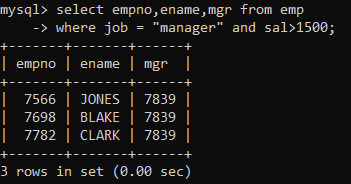 mysql> select empno,ename,mgr from emp
    -> where job = "manager" and sal>1500;
+-------+-------+------+
| empno | ename | mgr  |
+-------+-------+------+
|  7566 | JONES | 7839 |
|  7698 | BLAKE | 7839 |
|  7782 | CLARK | 7839 |
+-------+-------+------+
3 rows in set (0.00 sec)